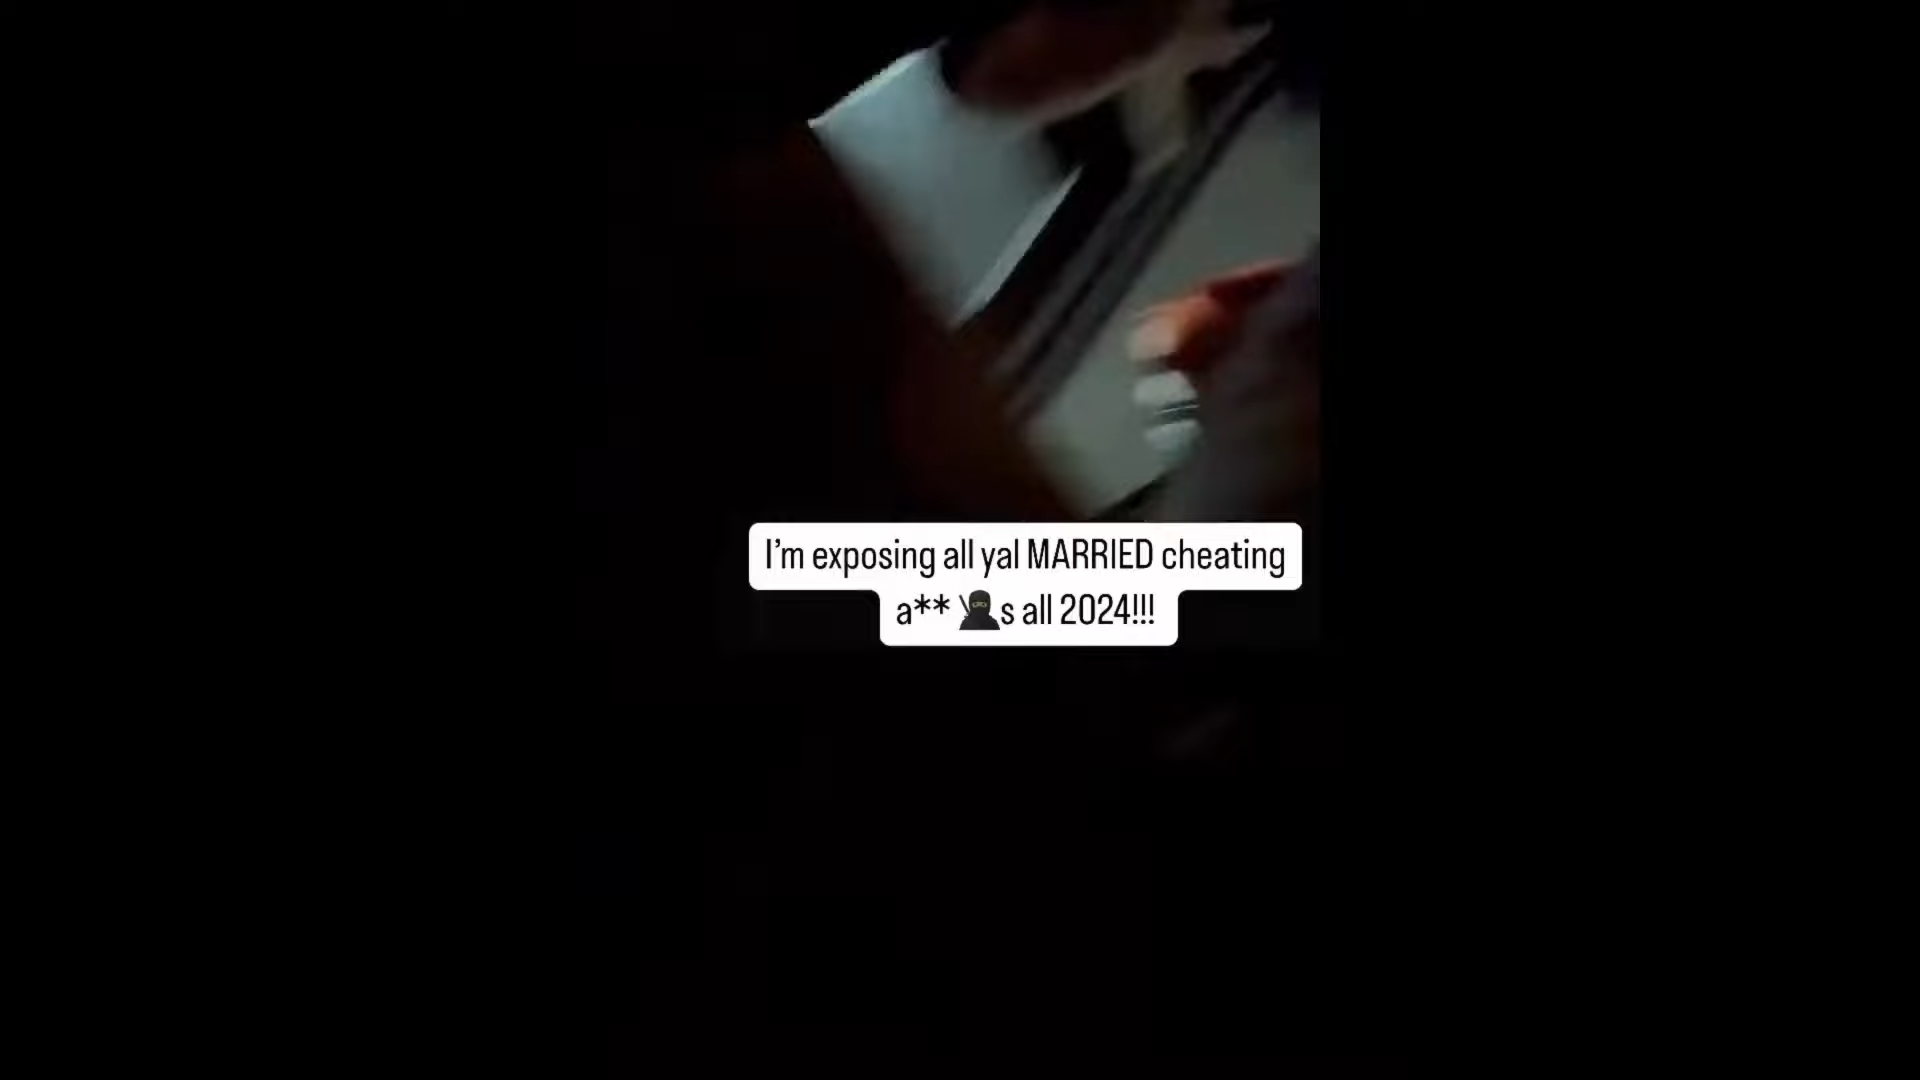 I'm exposing all yal MARRIED cheating
a** 🥷s all 2024!!!